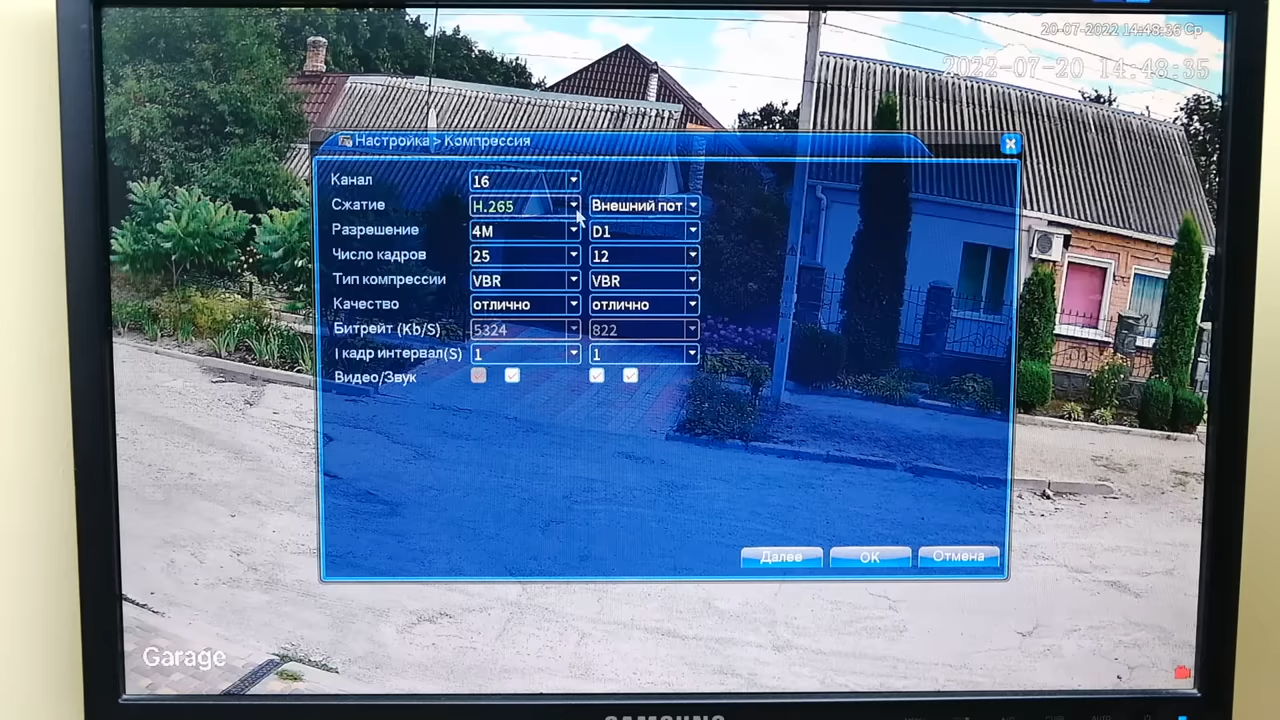 20-07-2022 14:48:36 Ср
2022-07-20 14:48:35
Настройка > Компрессия
Канал 16
Сжатие H.265 Внешний пот
Разрешение 4M D1
Число кадров 25 12
Тип компрессии VBR VBR
Качество отлично отлично
Битрейт (Kb/S) 5324 822
I кадр интервал(S) 1 1
Видео/Звук
Далее OK Отмена
Garage
SAMSUNG